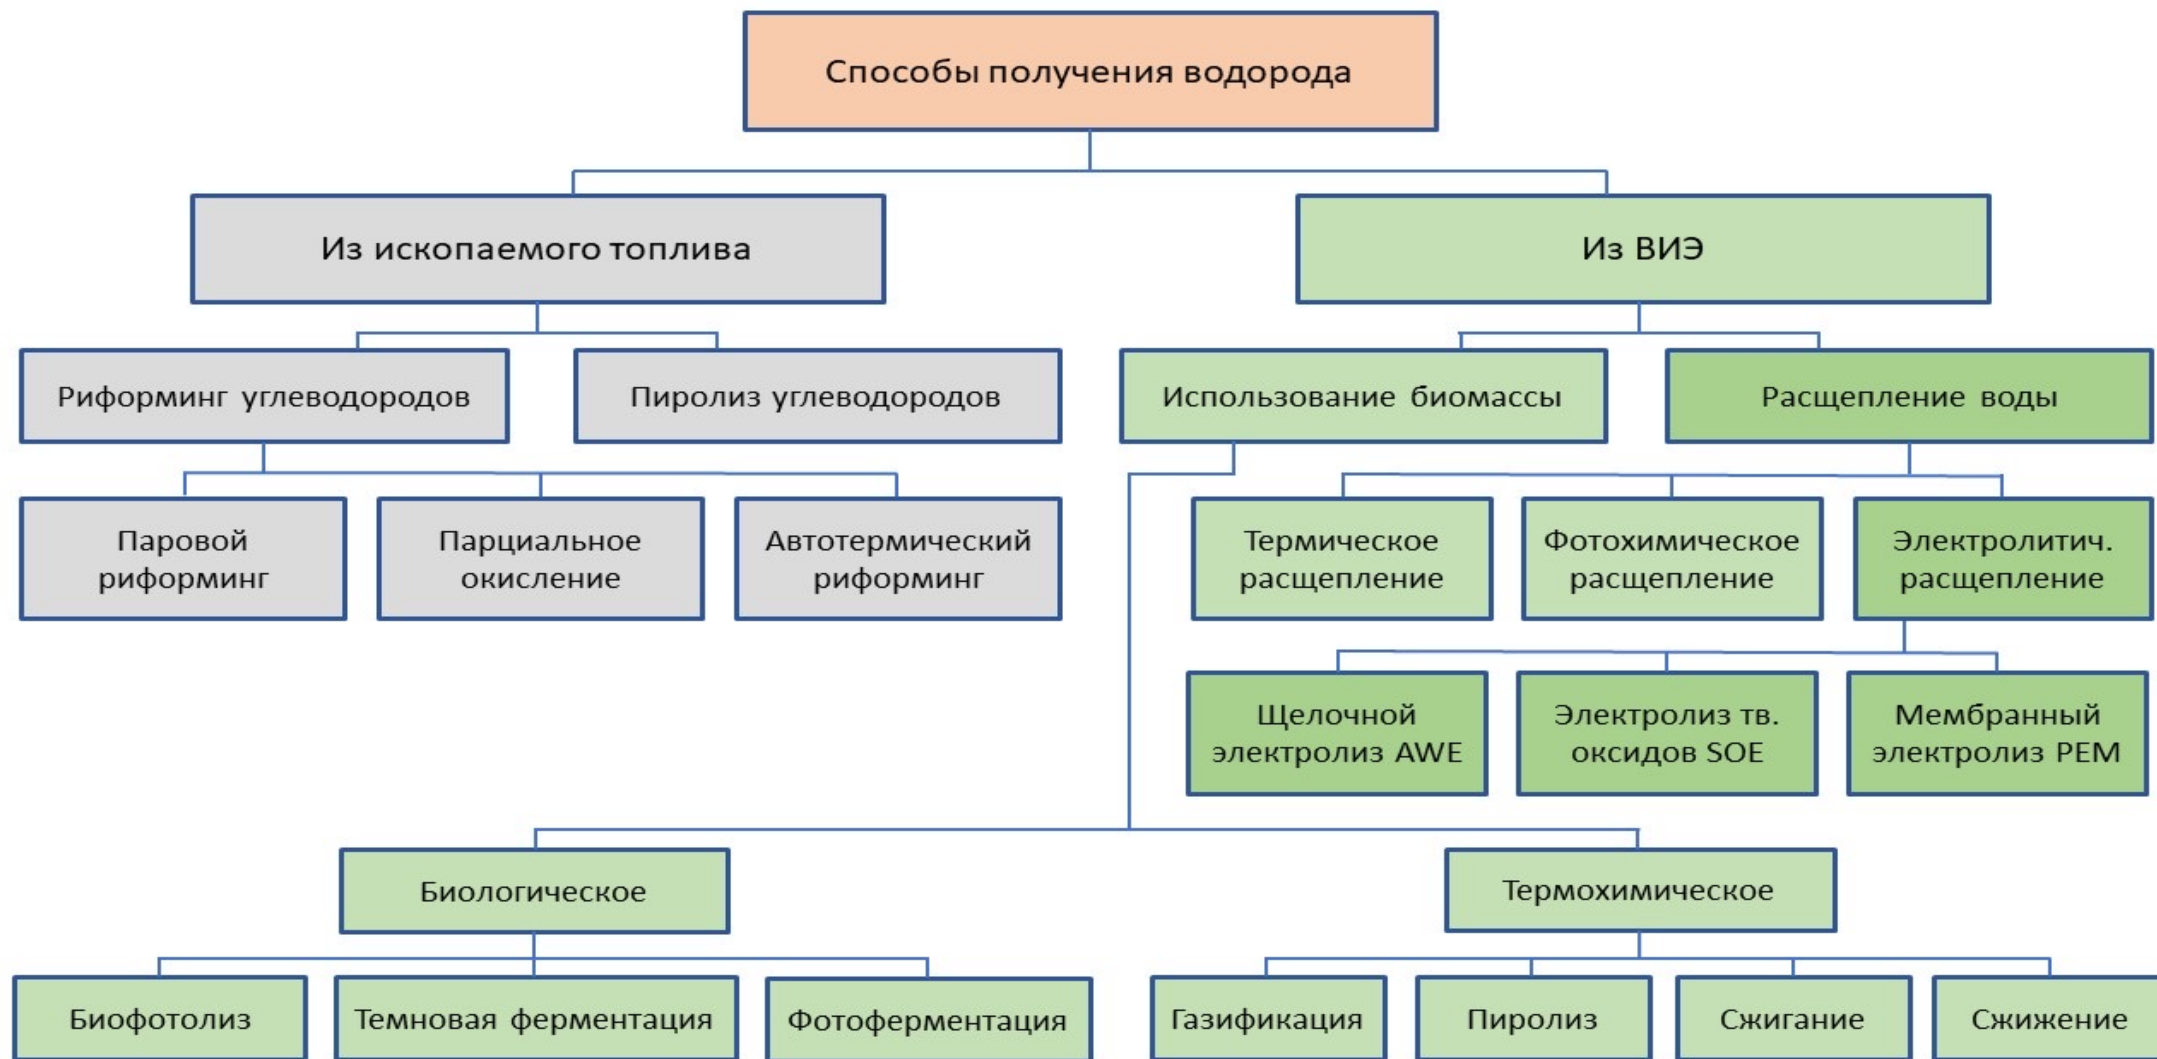 Способы получения водорода
Из ископаемого топлива
Из ВИЭ
Риформинг углеводородов
Пиролиз углеводородов
Использование биомассы
Расщепление воды
Паровой
риформинг
Парциальное
окисление
Автотермический
риформинг
Термическое
расщепление
Фотохимическое
расщепление
Электролитич.
расщепление
Щелочной
электролиз AWE
Электролиз тв.
оксидов SOE
Мембранный
электролиз PEM
Биологическое
Термохимическое
Биофотолиз
Темновая ферментация
Фотоферментация
Газификация
Пиролиз
Сжигание
Сжижение